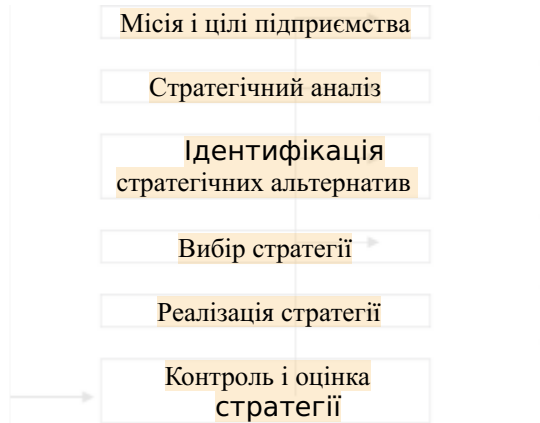 Місія і цілі підприємства
Стратегічний аналіз
Ідентифікація
стратегічних альтернатив
Вибір стратегії
Реалізація стратегії
Контроль і оцінка
стратегії